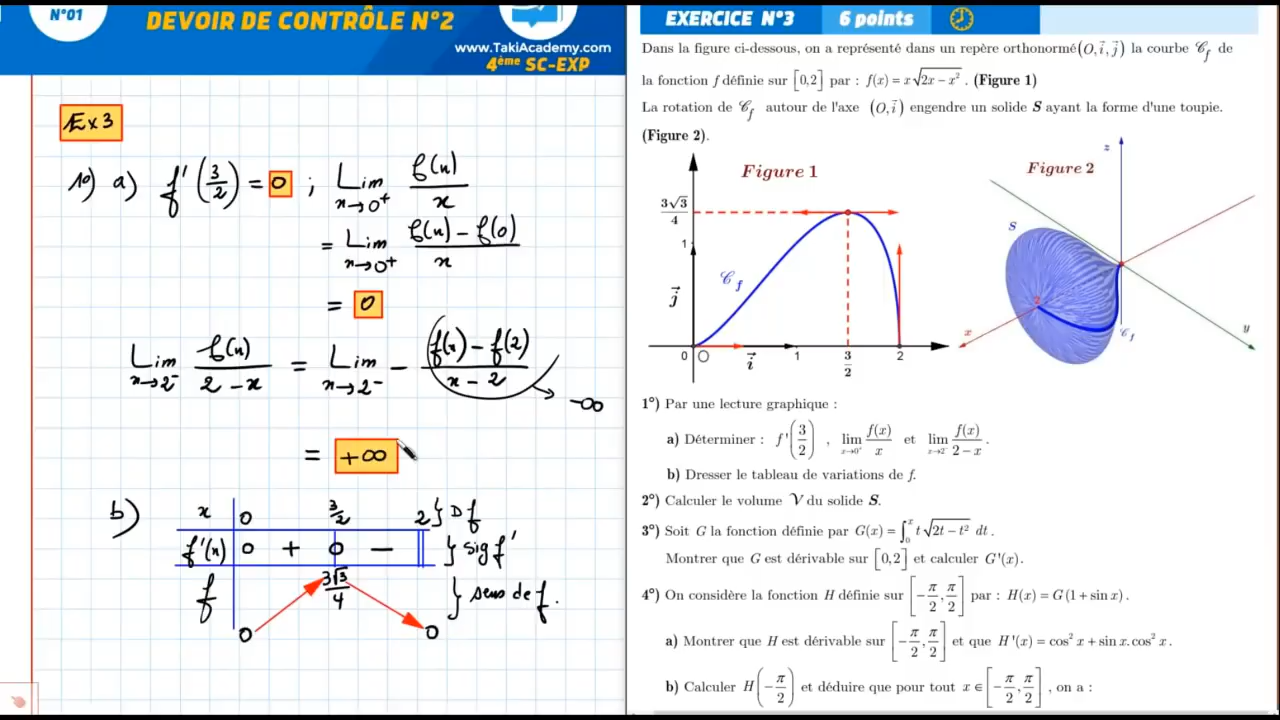 N°01
DEVOIR DE CONTRÔLE N°2
www.TakiAcademy.com
4ème SC-EXP
Ex 3
1°) a) f'(3/2) = 0 ; Lim x→0⁺ f(x)/x
= Lim x→0⁺ (f(x) - f(0))/x
= 0
Lim x→2⁻ f(x)/(2-x) = Lim x→2⁻ - (f(x) - f(2))/(x-2) → -∞
= +∞
b)
x 0 3/2 2 } Df
f'(x) 0 + 0 - || } sig f'
f 0 3√3/4 0 } sens de f.
EXERCICE N°3 6 points
Dans la figure ci-dessous, on a représenté dans un repère orthonormé (O, i⃗, j⃗) la courbe 𝒞f de
la fonction f définie sur [0,2] par : f(x) = x√(2x - x²). (Figure 1)
La rotation de 𝒞f autour de l'axe (O, i⃗) engendre un solide S ayant la forme d'une toupie.
(Figure 2).
Figure 1
3√3/4
1
j⃗
𝒞f
0 O i⃗ 1 3/2 2
Figure 2
z
S
2
x
𝒞f
y
1°) Par une lecture graphique :
a) Déterminer : f'(3/2) , lim x→0⁺ f(x)/x et lim x→2⁻ f(x)/(2-x) .
b) Dresser le tableau de variations de f.
2°) Calculer le volume 𝒱 du solide S.
3°) Soit G la fonction définie par G(x) = ∫₀ˣ t√(2t - t²) dt .
Montrer que G est dérivable sur [0,2] et calculer G'(x).
4°) On considère la fonction H définie sur [-π/2, π/2] par : H(x) = G(1 + sin x) .
a) Montrer que H est dérivable sur [-π/2, π/2] et que H'(x) = cos² x + sin x. cos² x .
b) Calculer H(-π/2) et déduire que pour tout x ∈ [-π/2, π/2] , on a :